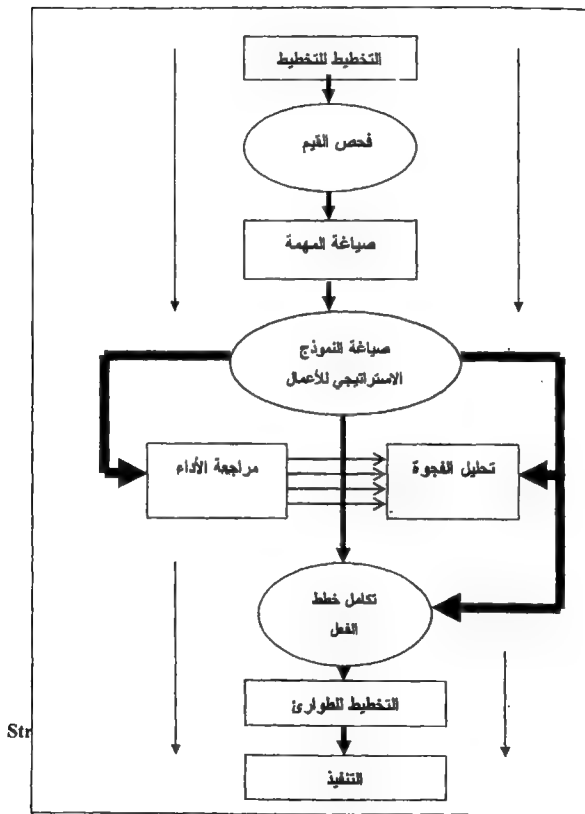 التخطيط للتخطيط
فحص القيم
صياغة المهمة
صياغة النموذج
الاستراتيجي للأعمال
مراجعة الأداء
تحليل الفجوة
تكامل خطط
الفعل
التخطيط للطوارئ
Str
التنفيذ